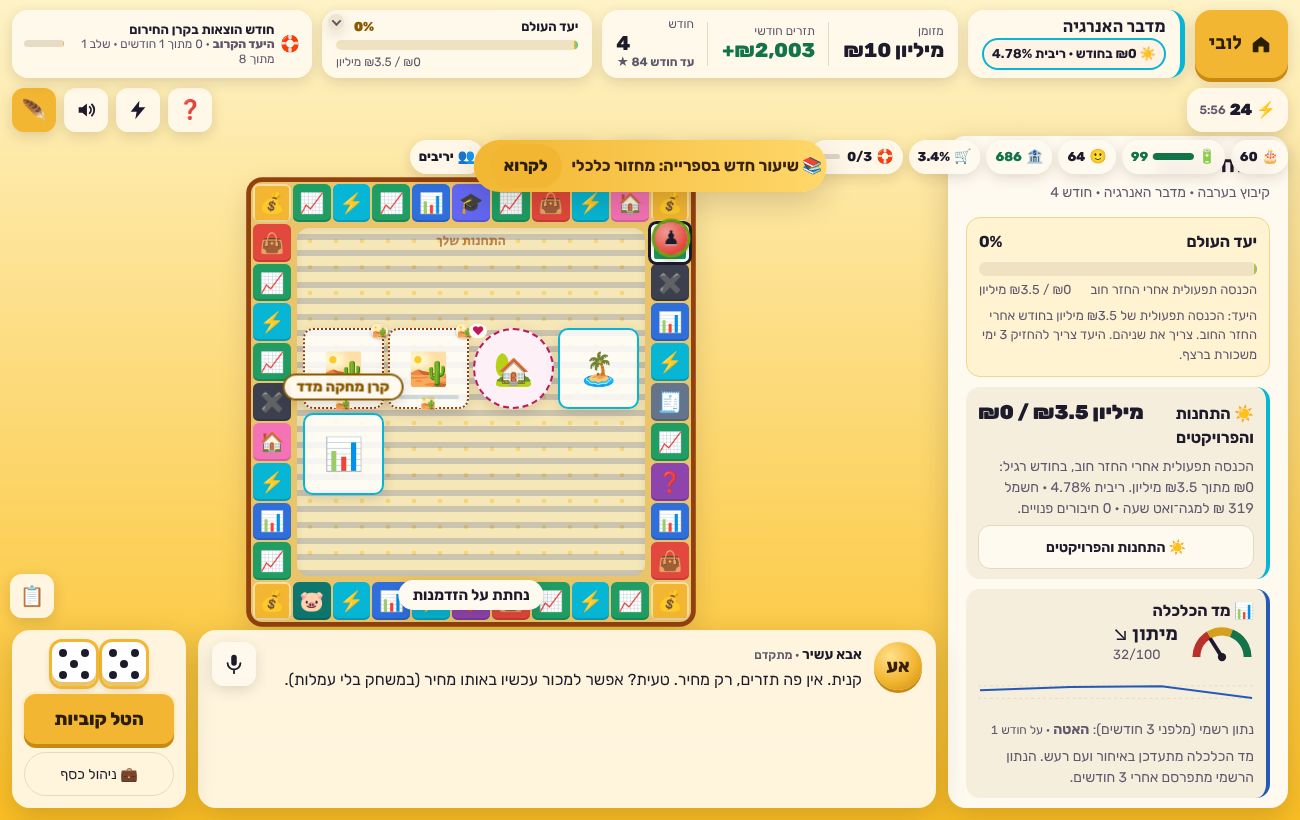 לובי
מדבר האנרגיה
☀️ ₪0 בחודש · ריבית 4.78%
מזומן
₪10 מיליון
תזרים חודשי
+₪2,003
חודש
4
עד חודש 84 ★
יעד העולם
0%
₪0 / ₪3.5 מיליון
חודש הוצאות בקרן החירום
היעד הקרוב · 0 מתוך 1 חודשים · שלב 1
מתוך 8
⚡ 24 5:56
🎂 60
🔋 99
🙂 64
🏦 686
🛒 3.4%
🛟 0/3
👥 יריבים
📚 שיעור חדש בספרייה: מחזור כלכלי
לקרוא
קיבוץ בערבה · מדבר האנרגיה · חודש 4
יעד העולם
0%
הכנסה תפעולית אחרי החזר חוב
₪0 / ₪3.5 מיליון
היעד: הכנסה תפעולית של ₪3.5 מיליון בחודש אחרי
החזר החוב. צריך את שניהם. היעד צריך להחזיק 3 ימי
משכורת ברצף.
☀️ התחנות
והפרויקטים
₪0 / ₪3.5 מיליון
הכנסה תפעולית אחרי החזר חוב, בחודש רגיל:
₪0 מתוך ₪3.5 מיליון. ריבית 4.78% · חשמל
319 ₪ למגה־ואט שעה · 0 חיבורים פנויים.
☀️ התחנות והפרויקטים
📊 מד הכלכלה
מיתון ↘
32/100
נתון רשמי (מלפני 3 חודשים): האטה · על חודש 1
מד הכלכלה מתעדכן באיחור ועם רעש. הנתון
הרשמי מתפרסם אחרי 3 חודשים.
התחנות שלך
קרן מחקה מדד
נחתת על הזדמנות
אע
אבא עשיר · מתקדם
קנית. אין פה תזרים, רק מחיר. טעית? אפשר למכור עכשיו באותו מחיר (במשחק בלי עמלות).
הטל קוביות
💼 ניהול כסף